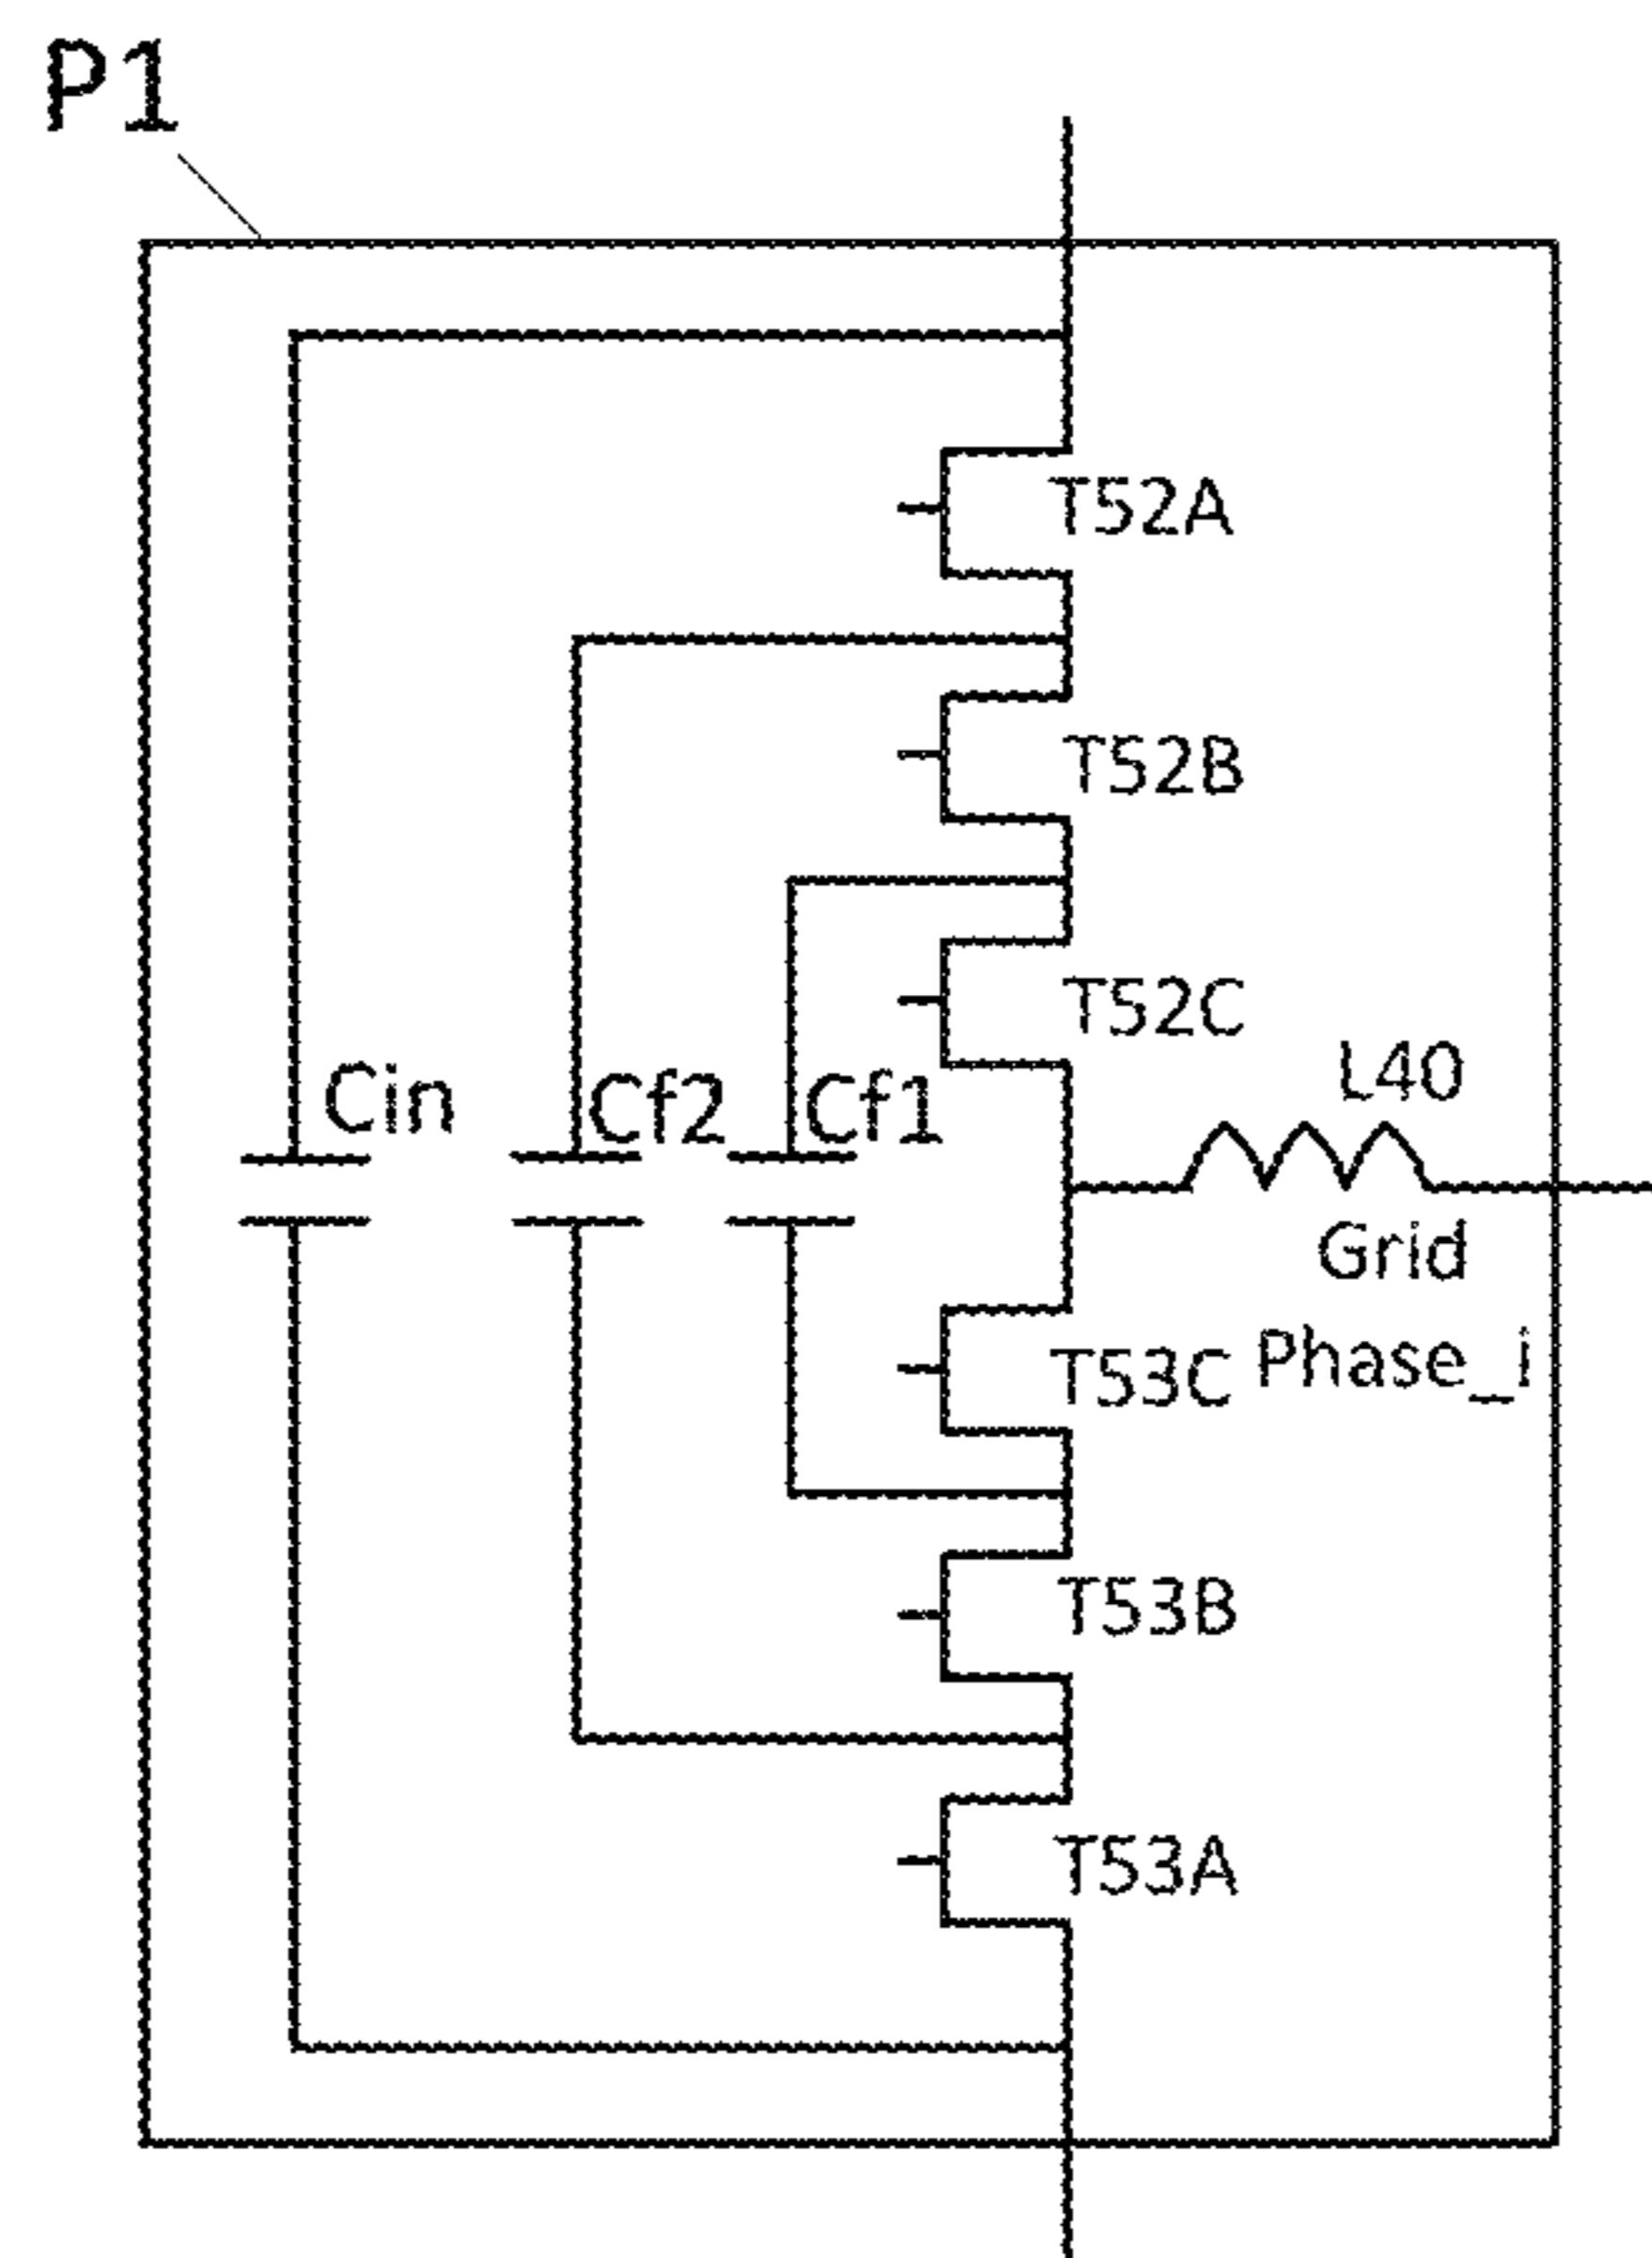 P1
T52A
T52B
T52C
L40
Cin
Cf2
Cf1
Grid
Phase_i
T53C
T53B
T53A